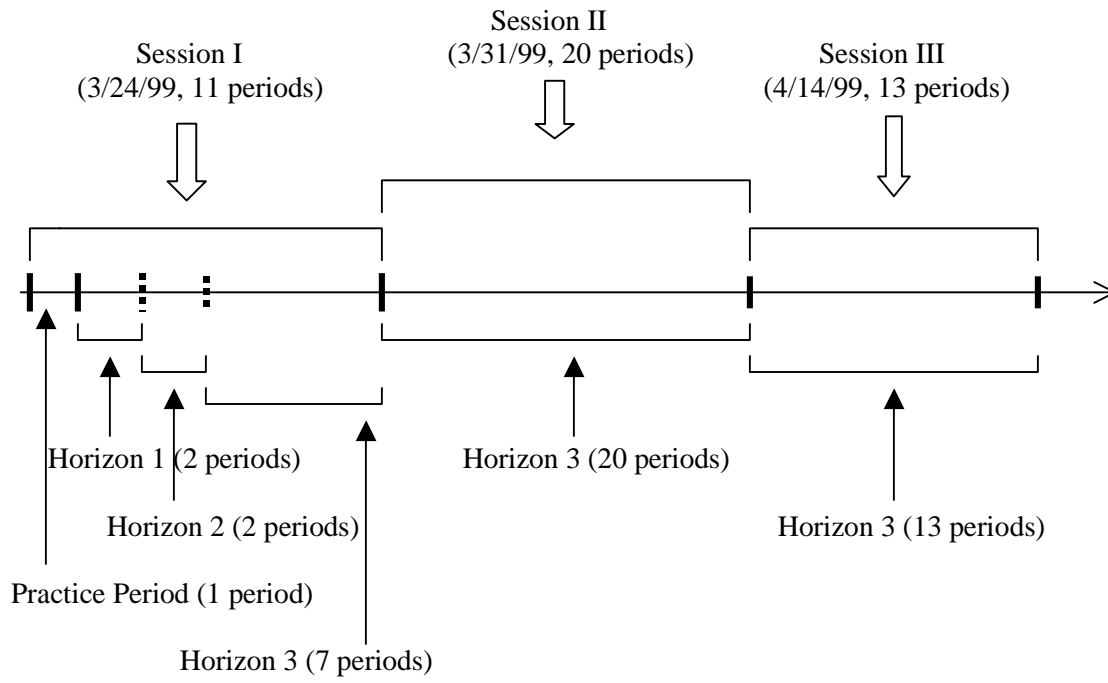 Session I
(3/24/99, 11 periods)
Session II
(3/31/99, 20 periods)
Session III
(4/14/99, 13 periods)
Horizon 1 (2 periods)
Horizon 3 (20 periods)
Horizon 2 (2 periods)
Horizon 3 (13 periods)
Practice Period (1 period)
Horizon 3 (7 periods)